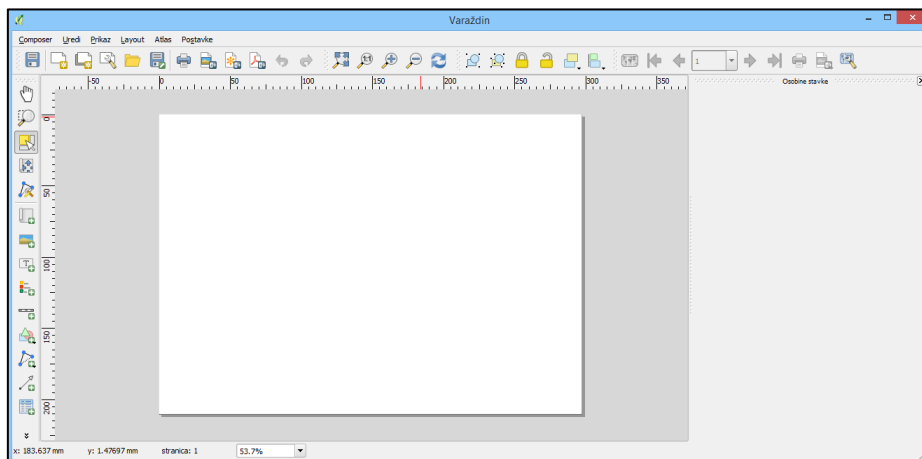 Varaždin
Composer Uredi Prikaz Layout Atlas Postavke
1
-50 0 50 100 150 200 250 300 350
Osobine stavke
0
50
100
150
200
x: 183.637 mm y: 1.47697 mm stranica: 1 53.7%